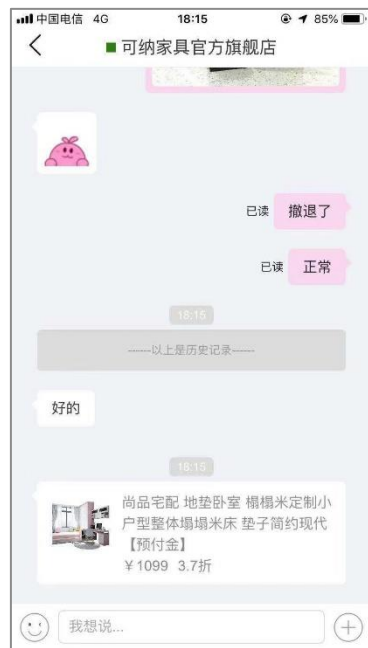 中国电信 4G 18:15 85%
可纳家具官方旗舰店
已读 撤退了
已读 正常
18:15
------以上是历史记录------
好的
18:15
尚品宅配 地垫卧室 榻榻米定制小
户型整体塌塌米床 垫子简约现代
【预付金】
￥1099 3.7折
我想说...